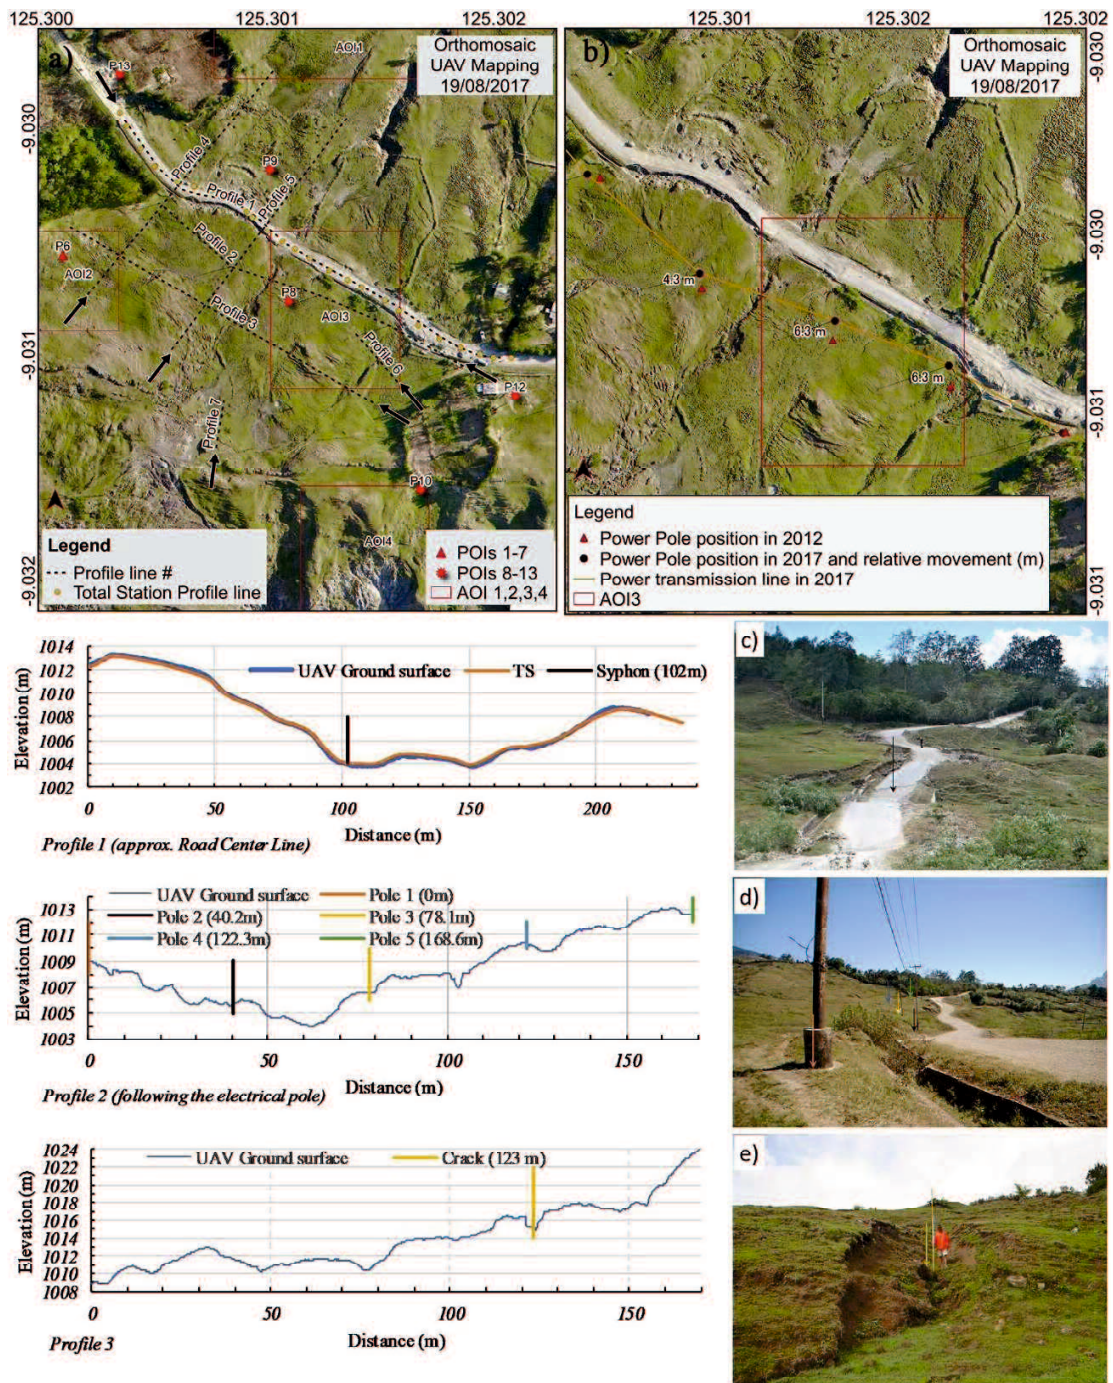 125.300 125.301 125.302 125.301 125.302 125.302
a)
Orthomosaic
UAV Mapping
19/08/2017
AOI1
P13
P9
Profile 4
Profile 5
Profile 1
Profile 2
Profile 3
P6
AOI2
P8
AOI3
Profile 6
P12
Profile 7
P10
AOI4
-9.030
-9.031
-9.032
Legend
Profile line #
Total Station Profile line
POIs 1-7
POIs 8-13
AOI 1,2,3,4
b)
Orthomosaic
UAV Mapping
19/08/2017
4.3 m
6.3 m
6.3 m
-9.030
-9.030
-9.031
-9.031
Legend
Power Pole position in 2012
Power Pole position in 2017 and relative movement (m)
Power transmission line in 2017
AOI3
1014
1012
1010
1008
1006
1004
1002
Elevation (m)
UAV Ground surface TS Syphon (102m)
0 50 100 150 200
Distance (m)
Profile 1 (approx. Road Center Line)
1013
1011
1009
1007
1005
1003
Elevation (m)
UAV Ground surface Pole 1 (0m)
Pole 2 (40.2m) Pole 3 (78.1m)
Pole 4 (122.3m) Pole 5 (168.6m)
0 50 100 150
Distance (m)
Profile 2 (following the electrical pole)
1024
1022
1020
1018
1016
1014
1012
1010
1008
Elevation (m)
UAV Ground surface Crack (123 m)
0 50 100 150
Distance (m)
Profile 3
c)
d)
e)